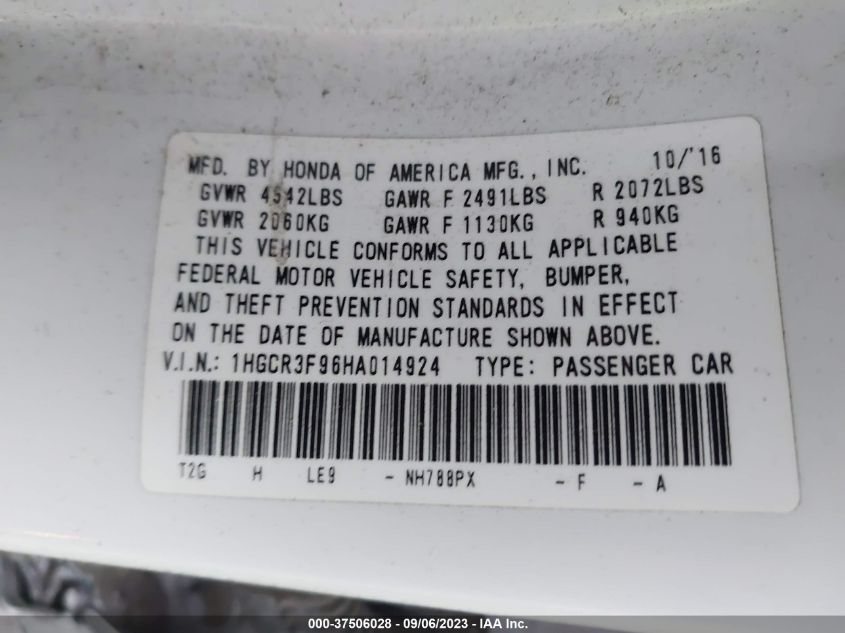 MFD. BY HONDA OF AMERICA MFG., INC. 10/'16
GVWR 4542LBS GAWR F 2491LBS R 2072LBS
GVWR 2060KG GAWR F 1130KG R 940KG
THIS VEHICLE CONFORMS TO ALL APPLICABLE
FEDERAL MOTOR VEHICLE SAFETY, BUMPER,
AND THEFT PREVENTION STANDARDS IN EFFECT
ON THE DATE OF MANUFACTURE SHOWN ABOVE.
V.I.N.: 1HGCR3F96HA014924 TYPE: PASSENGER CAR
T2G H LE9 - NH788PX - F - A
000-37506028 - 09/06/2023 - IAA Inc.